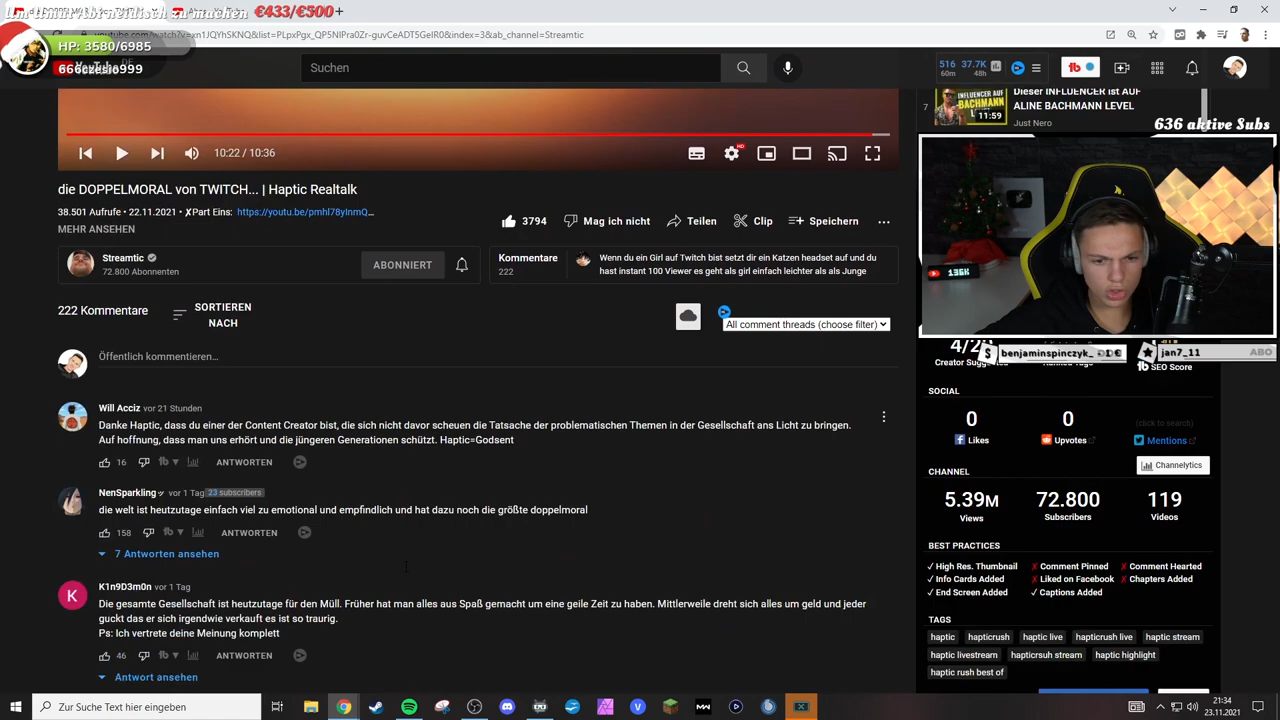 €433/€500
HP: 3580/6985
youtube.com/watch?v=xn1JQYhSKNQ&list=PLpxPgx_QP5NIPra0Zr-guvCeADT5GeIR0&index=3&ab_channel=Streamtic
Suchen
516
60m
37.7K
48h
7
11:59
Dieser INFLUENCER ist AUF
ALINE BACHMANN LEVEL
Just Nero
636 aktive Subs
10:22 / 10:36
die DOPPELMORAL von TWITCH... | Haptic Realtalk
38.501 Aufrufe • 22.11.2021 • ✘Part Eins: https://youtu.be/pmhl78yInmQ...
MEHR ANSEHEN
3794
Mag ich nicht
Teilen
Clip
Speichern
Streamtic
72.800 Abonnenten
ABONNIERT
Kommentare
222
Wenn du ein Girl auf Twitch bist setzt dir ein Katzen headset auf und du
hast instant 100 Viewer es geht als girl einfach leichter als als Junge
136K
222 Kommentare
SORTIEREN
NACH
All comment threads (choose filter)
Öffentlich kommentieren...
benjaminspinczyk_
jan7_11
ABO
SEO Score
Will Acciz vor 21 Stunden
Danke Haptic, dass du einer der Content Creator bist, die sich nicht davor scheuen die Tatsache der problematischen Themen in der Gesellschaft ans Licht zu bringen.
Auf hoffnung, dass man uns erhört und die jüngeren Generationen schützt. Haptic=Godsent
16
ANTWORTEN
NenSparkling vor 1 Tag 23 subscribers
die welt ist heutzutage einfach viel zu emotional und empfindlich und hat dazu noch die größte doppelmoral
158
ANTWORTEN
7 Antworten ansehen
K
K1n9D3m0n vor 1 Tag
Die gesamte Gesellschaft ist heutzutage für den Müll. Früher hat man alles aus Spaß gemacht um eine geile Zeit zu haben. Mittlerweile dreht sich alles um geld und jeder
guckt das er sich irgendwie verkauft es ist so traurig.
Ps: Ich vertrete deine Meinung komplett
46
ANTWORTEN
Antwort ansehen
SOCIAL
0
0
(click to search)
Likes
Upvotes
Mentions
CHANNEL
Channelytics
5.39M
72.800
119
Views
Subscribers
Videos
BEST PRACTICES
✓ High Res. Thumbnail
✗ Comment Pinned
✗ Comment Hearted
✓ Info Cards Added
✗ Liked on Facebook
✗ Chapters Added
✓ End Screen Added
✓ Captions Added
TAGS
haptic
hapticrush
haptic live
hapticrush live
haptic stream
haptic livestream
hapticrsuh stream
haptic highlight
haptic rush best of
Zur Suche Text hier eingeben
21:34
23.11.2021